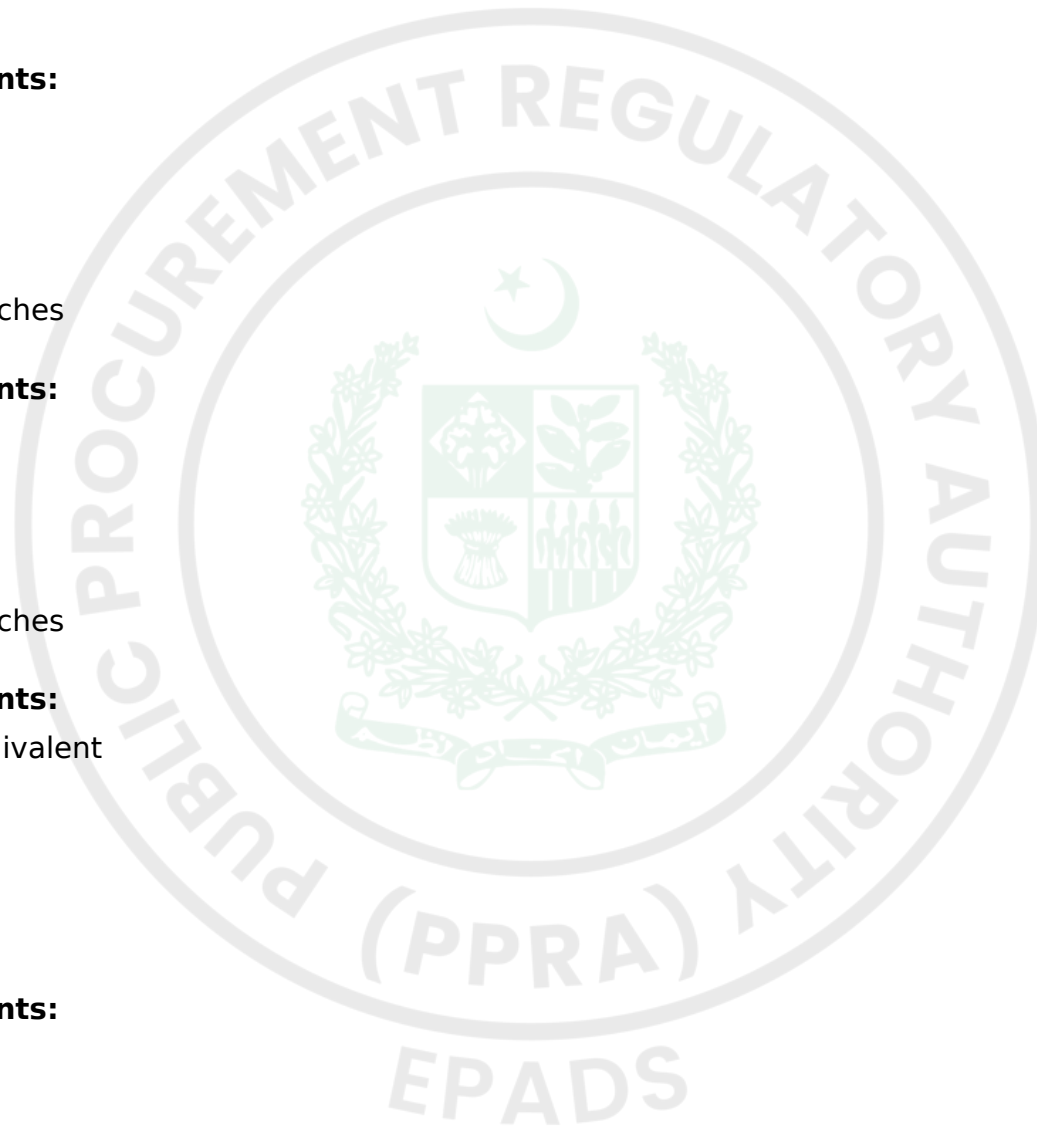 nts:
ches
nts:
ches
nts:
ivalent
nts:
PUBLIC PROCUREMENT REGULATORY AUTHORITY
(PPRA)
EPADS